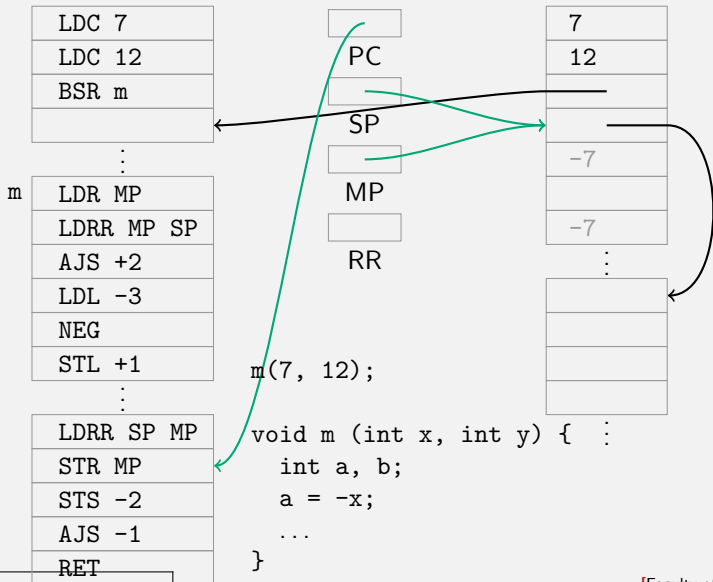 LDC 7
LDC 12
BSR m
⋮
m
LDR MP
LDRR MP SP
AJS +2
LDL -3
NEG
STL +1
⋮
LDRR SP MP
STR MP
STS -2
AJS -1
RET
PC
SP
MP
RR
m(7, 12);
void m (int x, int y) {
int a, b;
a = -x;
...
}
7
12
-7
-7
⋮
⋮